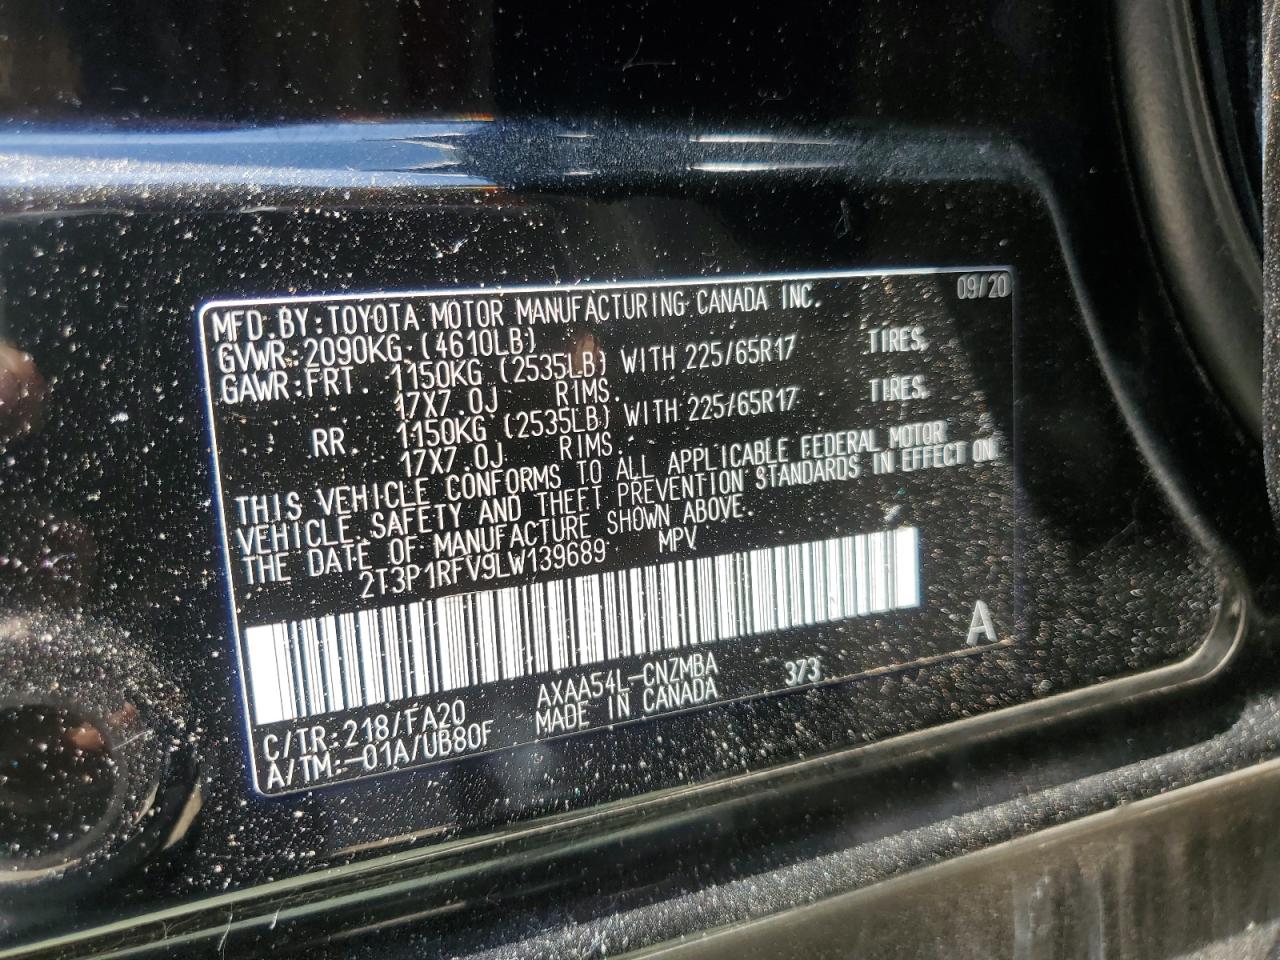 MFD.BY:TOYOTA MOTOR MANUFACTURING CANADA INC. 09/20
GVWR:2090KG (4610LB)
GAWR:FRT. 1150KG (2535LB) WITH 225/65R17 TIRES,
17X7.0J RIMS.
RR. 1150KG (2535LB) WITH 225/65R17 TIRES.
17X7.0J RIMS.
THIS VEHICLE CONFORMS TO ALL APPLICABLE FEDERAL MOTOR
VEHICLE SAFETY AND THEFT PREVENTION STANDARDS IN EFFECT ON
THE DATE OF MANUFACTURE SHOWN ABOVE.
2T3P1RFV9LW139689 MPV
A
C/TR:218/FA20 AXAA54L-CNZMBA 373
A/TM:-01A/UB80F MADE IN CANADA